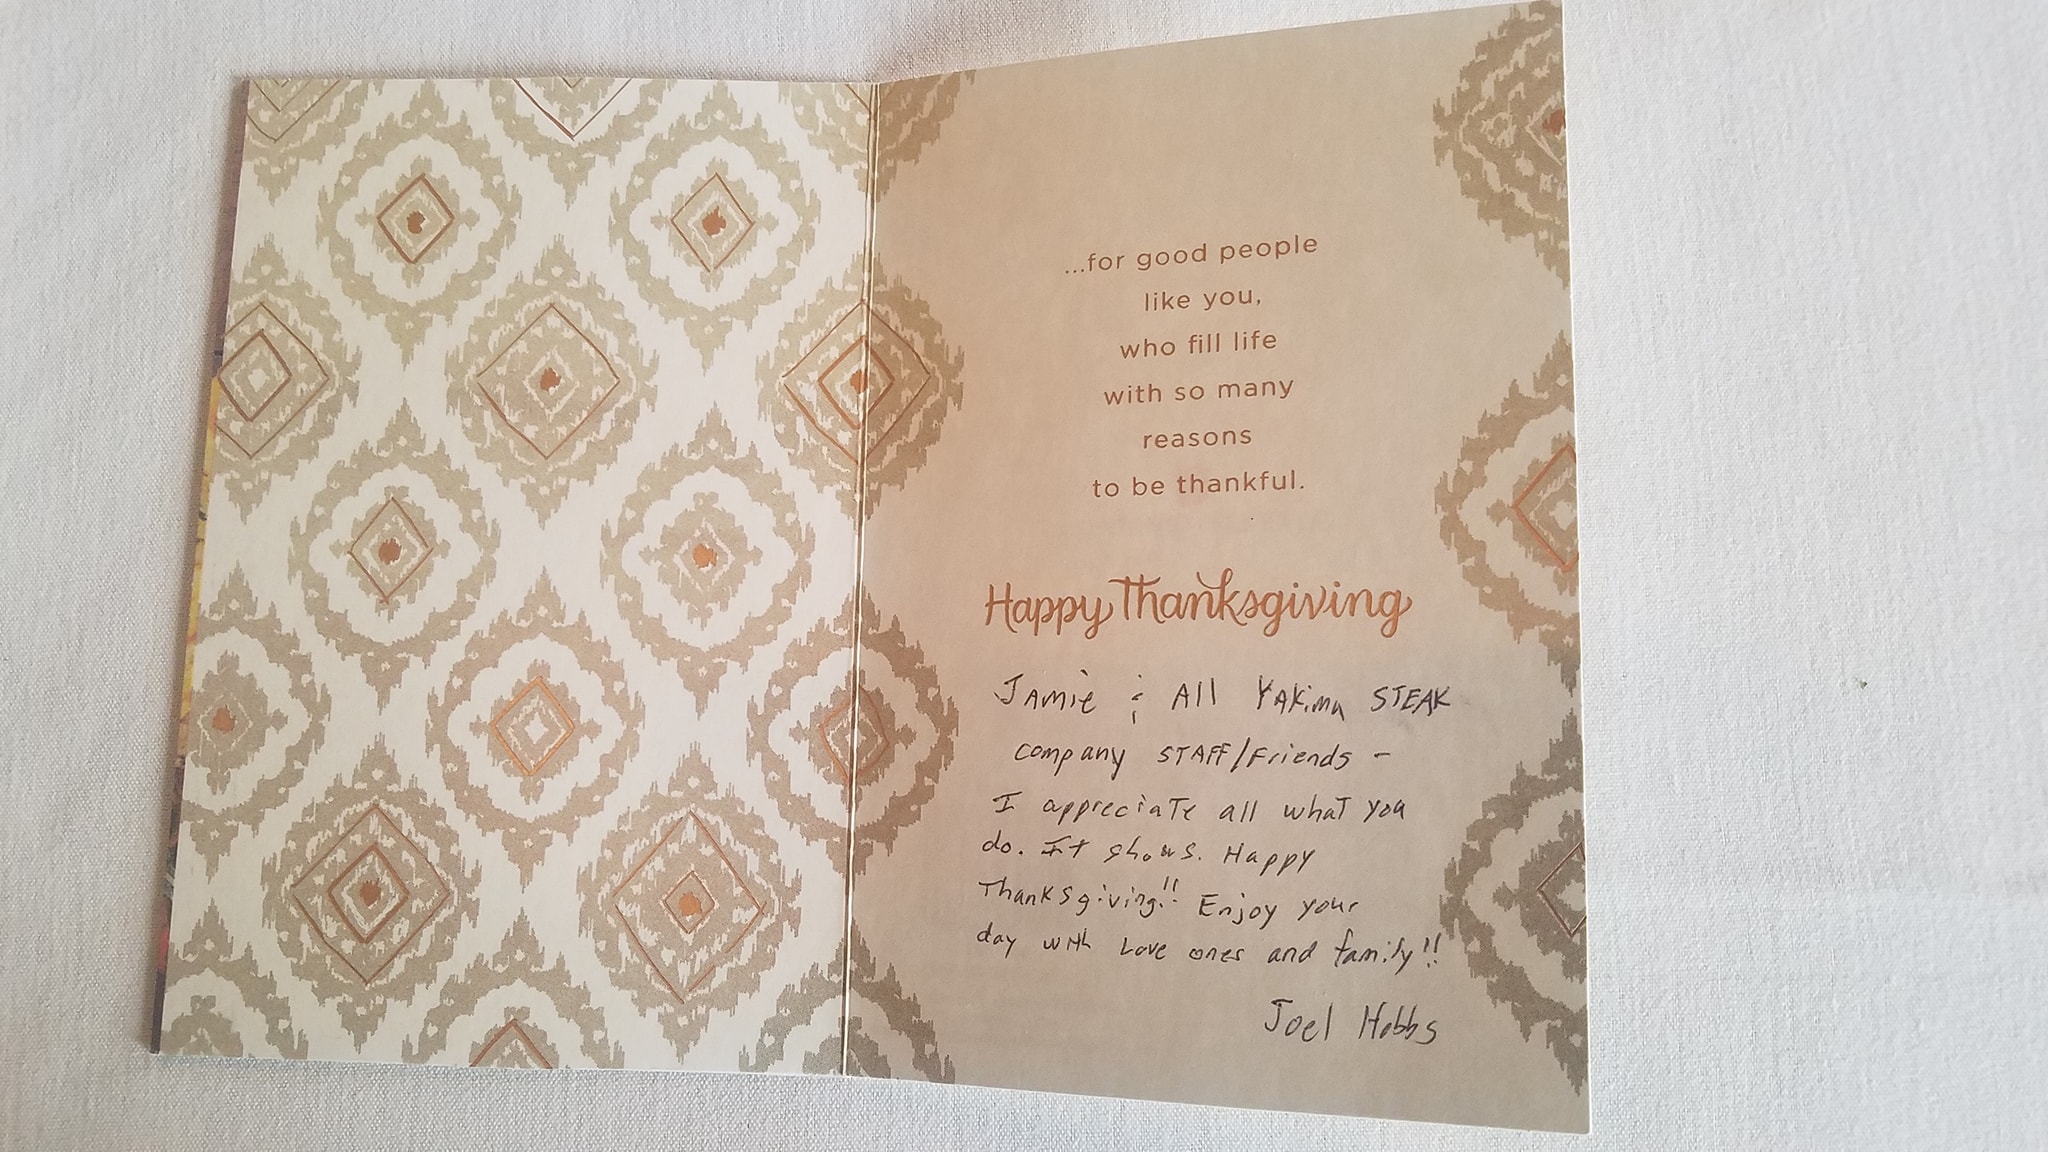 ...for good people
like you,
who fill life
with so many
reasons
to be thankful.
Happy Thanksgiving
Jamie & All Yakima STEAK
company STAFF/Friends -
I appreciate all what you
do. It shows. Happy
Thanksgiving!! Enjoy your
day with Love ones and family!!
Joel Hobbs